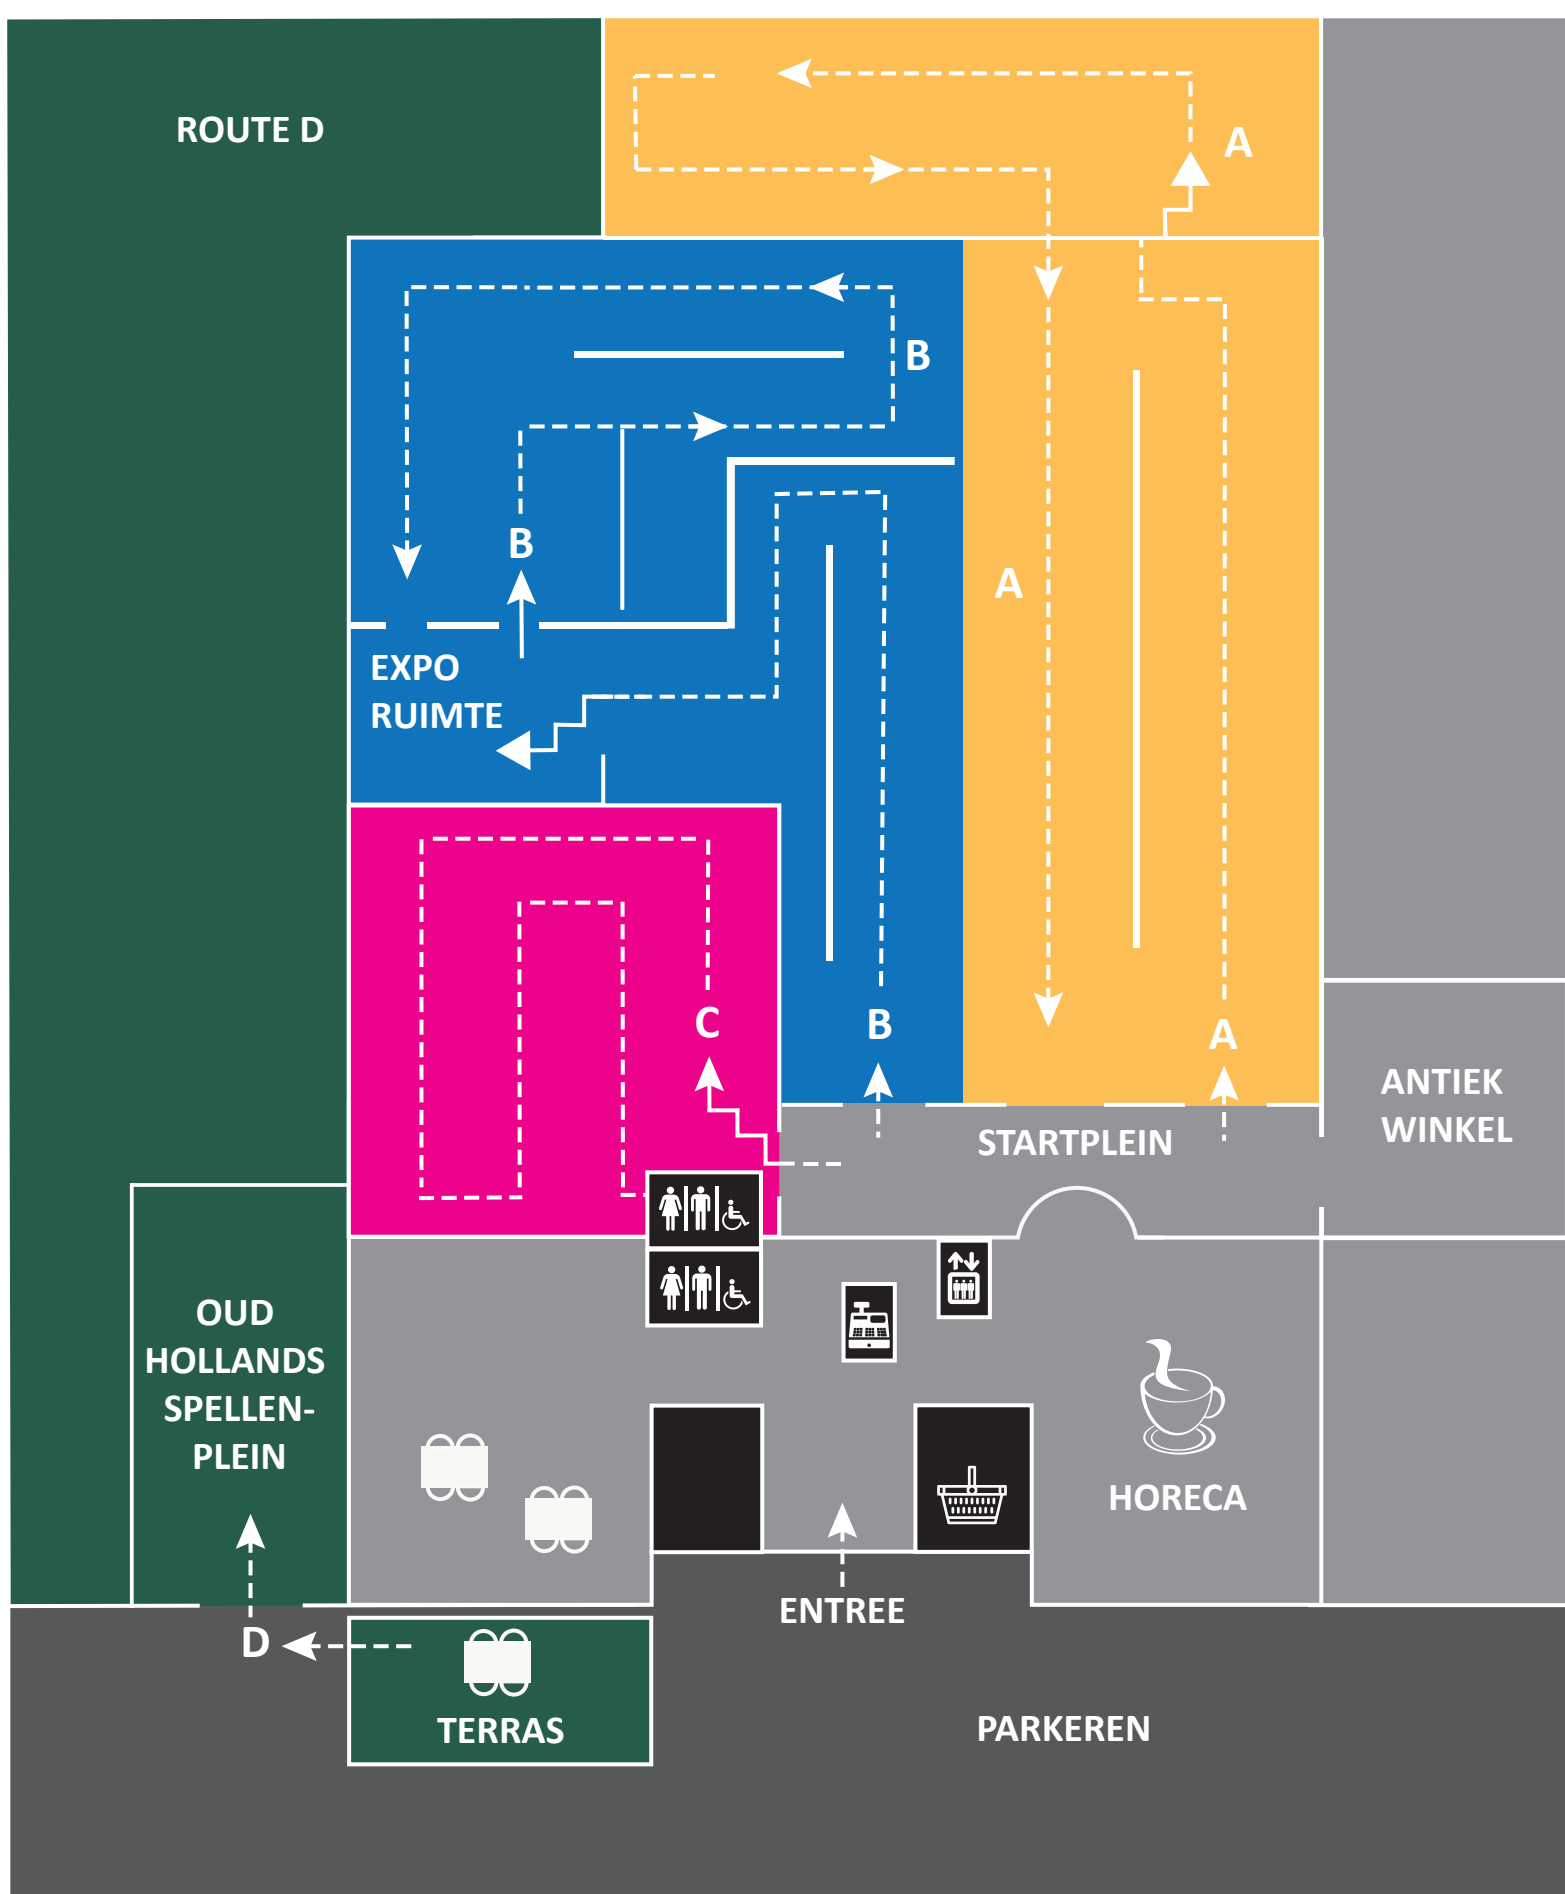 ROUTE D
A
B
B
A
EXPO
RUIMTE
C
B
A
STARTPLEIN
ANTIEK
WINKEL
OUD
HOLLANDS
SPELLEN-
PLEIN
HORECA
ENTREE
D
TERRAS
PARKEREN